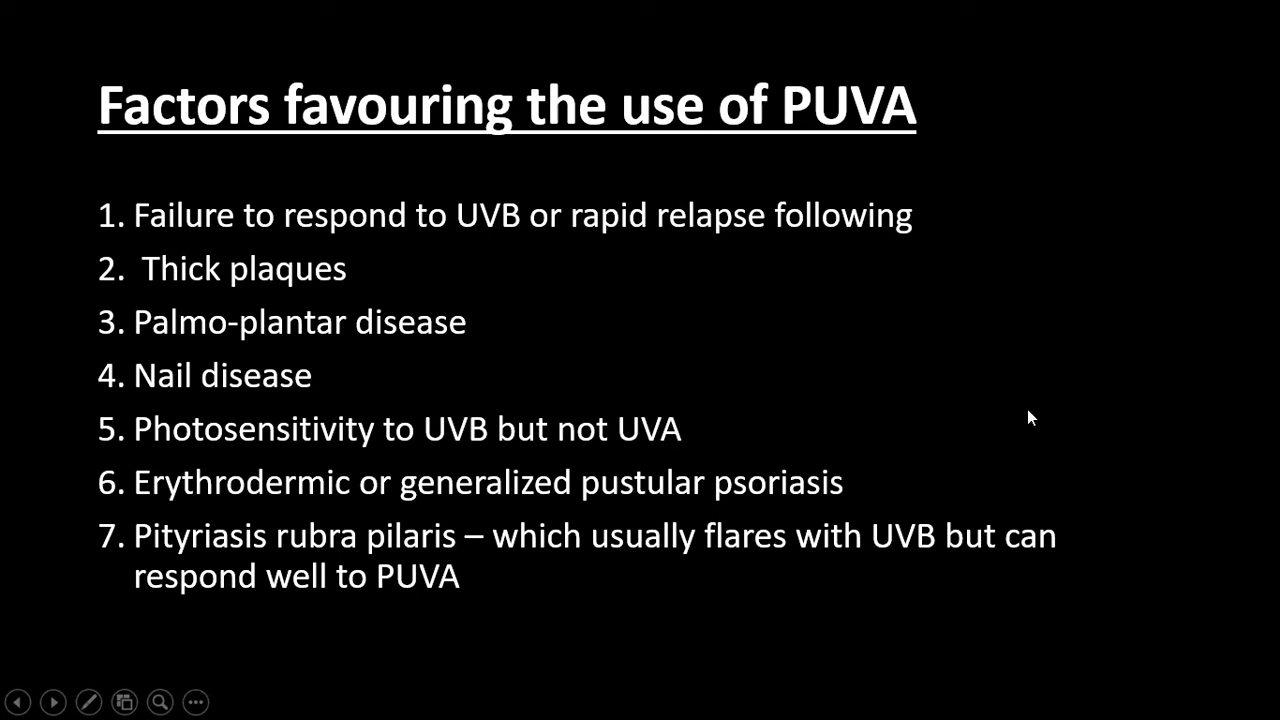 Factors favouring the use of PUVA
1. Failure to respond to UVB or rapid relapse following
2. Thick plaques
3. Palmo-plantar disease
4. Nail disease
5. Photosensitivity to UVB but not UVA
6. Erythrodermic or generalized pustular psoriasis
7. Pityriasis rubra pilaris – which usually flares with UVB but can
respond well to PUVA